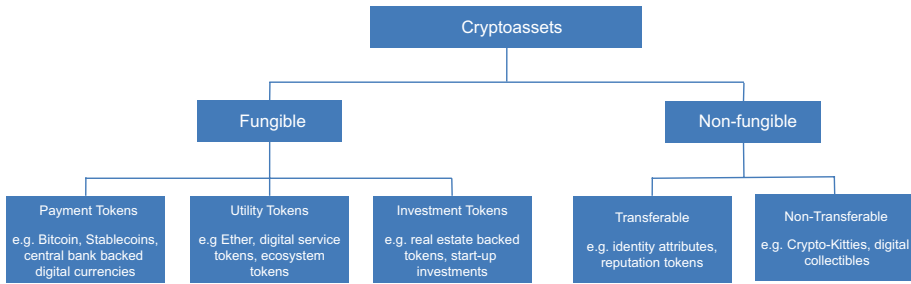 Cryptoassets
Fungible
Non-fungible
Payment Tokens
e.g. Bitcoin, Stablecoins,
central bank backed
digital currencies
Utility Tokens
e.g Ether, digital service
tokens, ecosystem
tokens
Investment Tokens
e.g. real estate backed
tokens, start-up
investments
Transferable
e.g. identity attributes,
reputation tokens
Non-Transferable
e.g. Crypto-Kitties, digital
collectibles